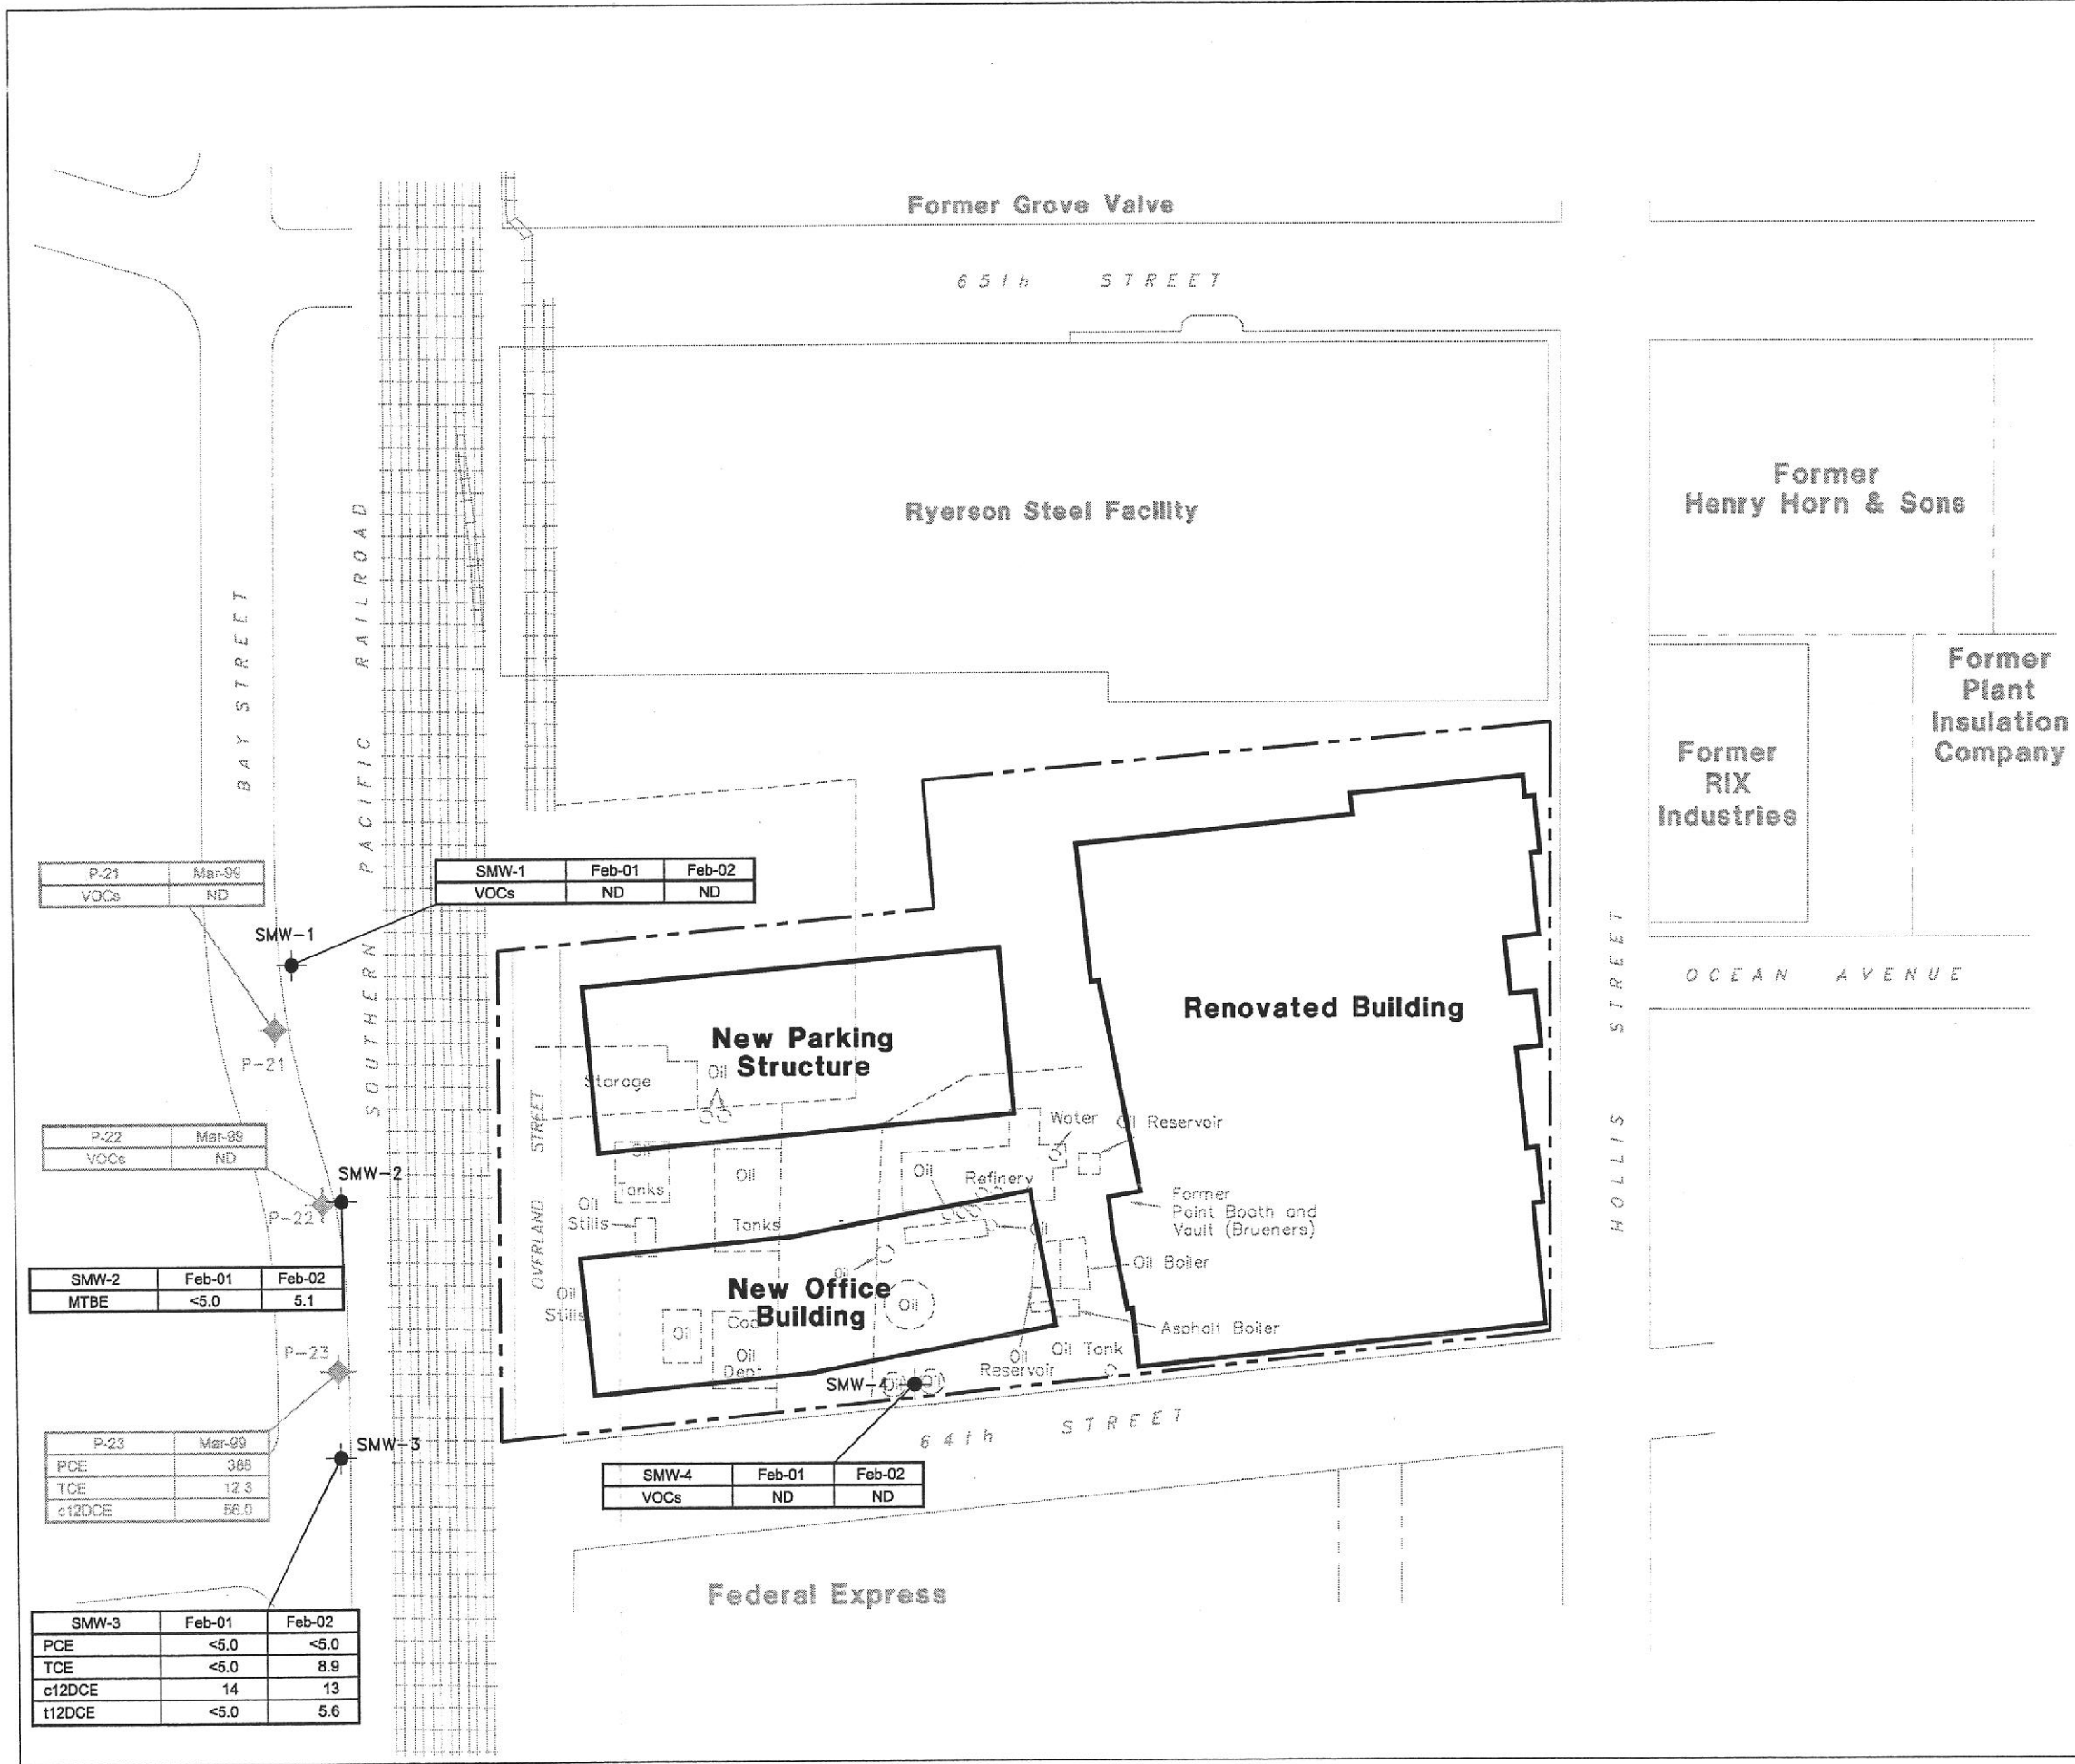 Former Grove Valve
65th STREET
Ryerson Steel Facility
Former
Henry Horn & Sons
Former
Plant
Insulation
Company
Former
RIX
Industries
BAY STREET
SOUTHERN PACIFIC RAILROAD
P-21 Mar-99
VOCs ND
SMW-1 Feb-01 Feb-02
VOCs ND ND
SMW-1
P-21
OCEAN AVENUE
HOLLIS STREET
Renovated Building
New Parking
Structure
Storage
Oil
OVERLAND STREET
Water
Oil Reservoir
P-22 Mar-99
VOCs ND
SMW-2
P-22
Oil
Tanks
Oil
Tanks
Oil
Stills
Oil
Refinery
Oil
Former
Paint Booth and
Vault (Brueners)
Oil Boiler
SMW-2 Feb-01 Feb-02
MTBE <5.0 5.1
New Office
Building
Oil
Oil
Oil
Stills
Oil
Oil
Dept
Asphalt Boiler
Oil Tank
Oil
Reservoir
P-23
SMW-4
Oil
Oil
64th STREET
P-23 Mar-99
PCE 388
TCE 12.3
c12DCE 56.0
SMW-3
SMW-4 Feb-01 Feb-02
VOCs ND ND
Federal Express
SMW-3 Feb-01 Feb-02
PCE <5.0 <5.0
TCE <5.0 8.9
c12DCE 14 13
t12DCE <5.0 5.6